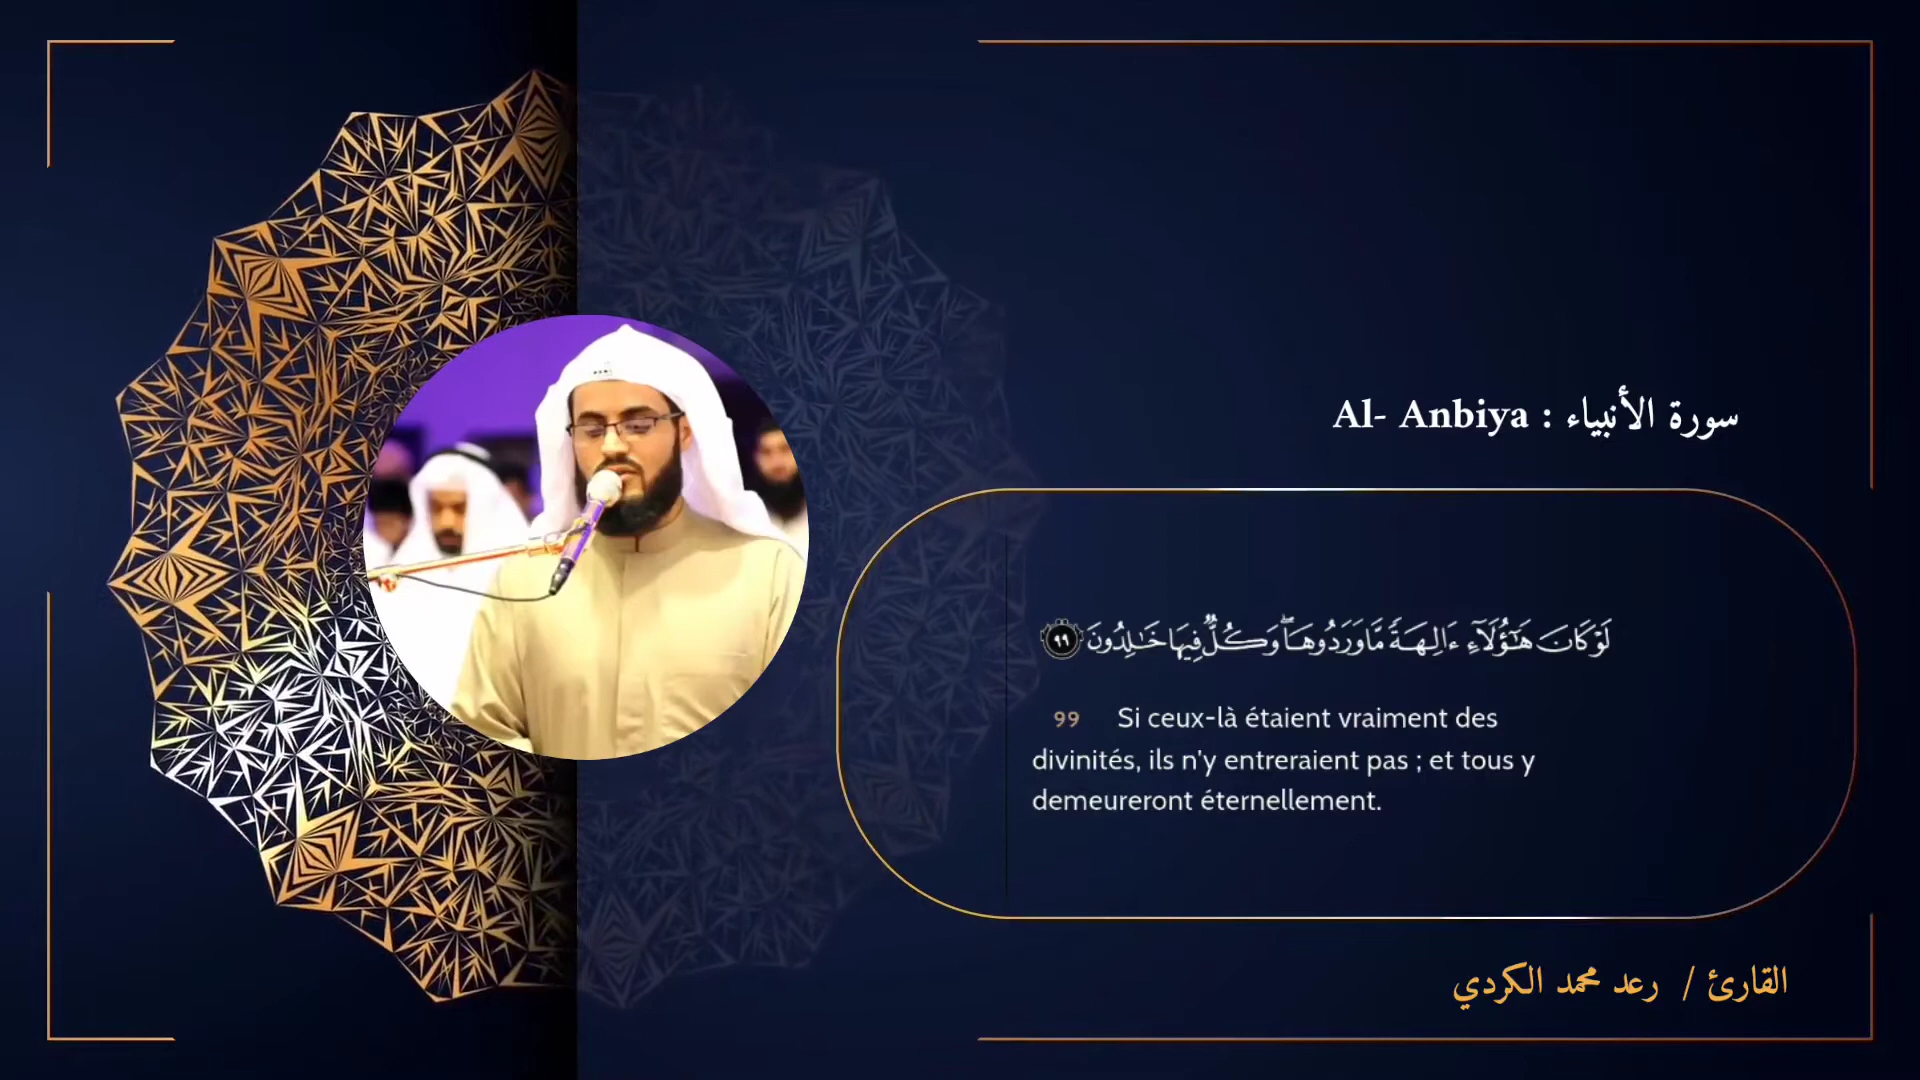 Al- Anbiya : سورة الأنبياء
لَوْ كَانَ هَٰٓؤُلَآءِ ءَالِهَةً مَّا وَرَدُوهَا ۖ وَكُلٌّ فِيهَا خَٰلِدُونَ ٩٩
99 Si ceux-là étaient vraiment des
divinités, ils n'y entreraient pas ; et tous y
demeureront éternellement.
القارئ / رعد محمد الكردي